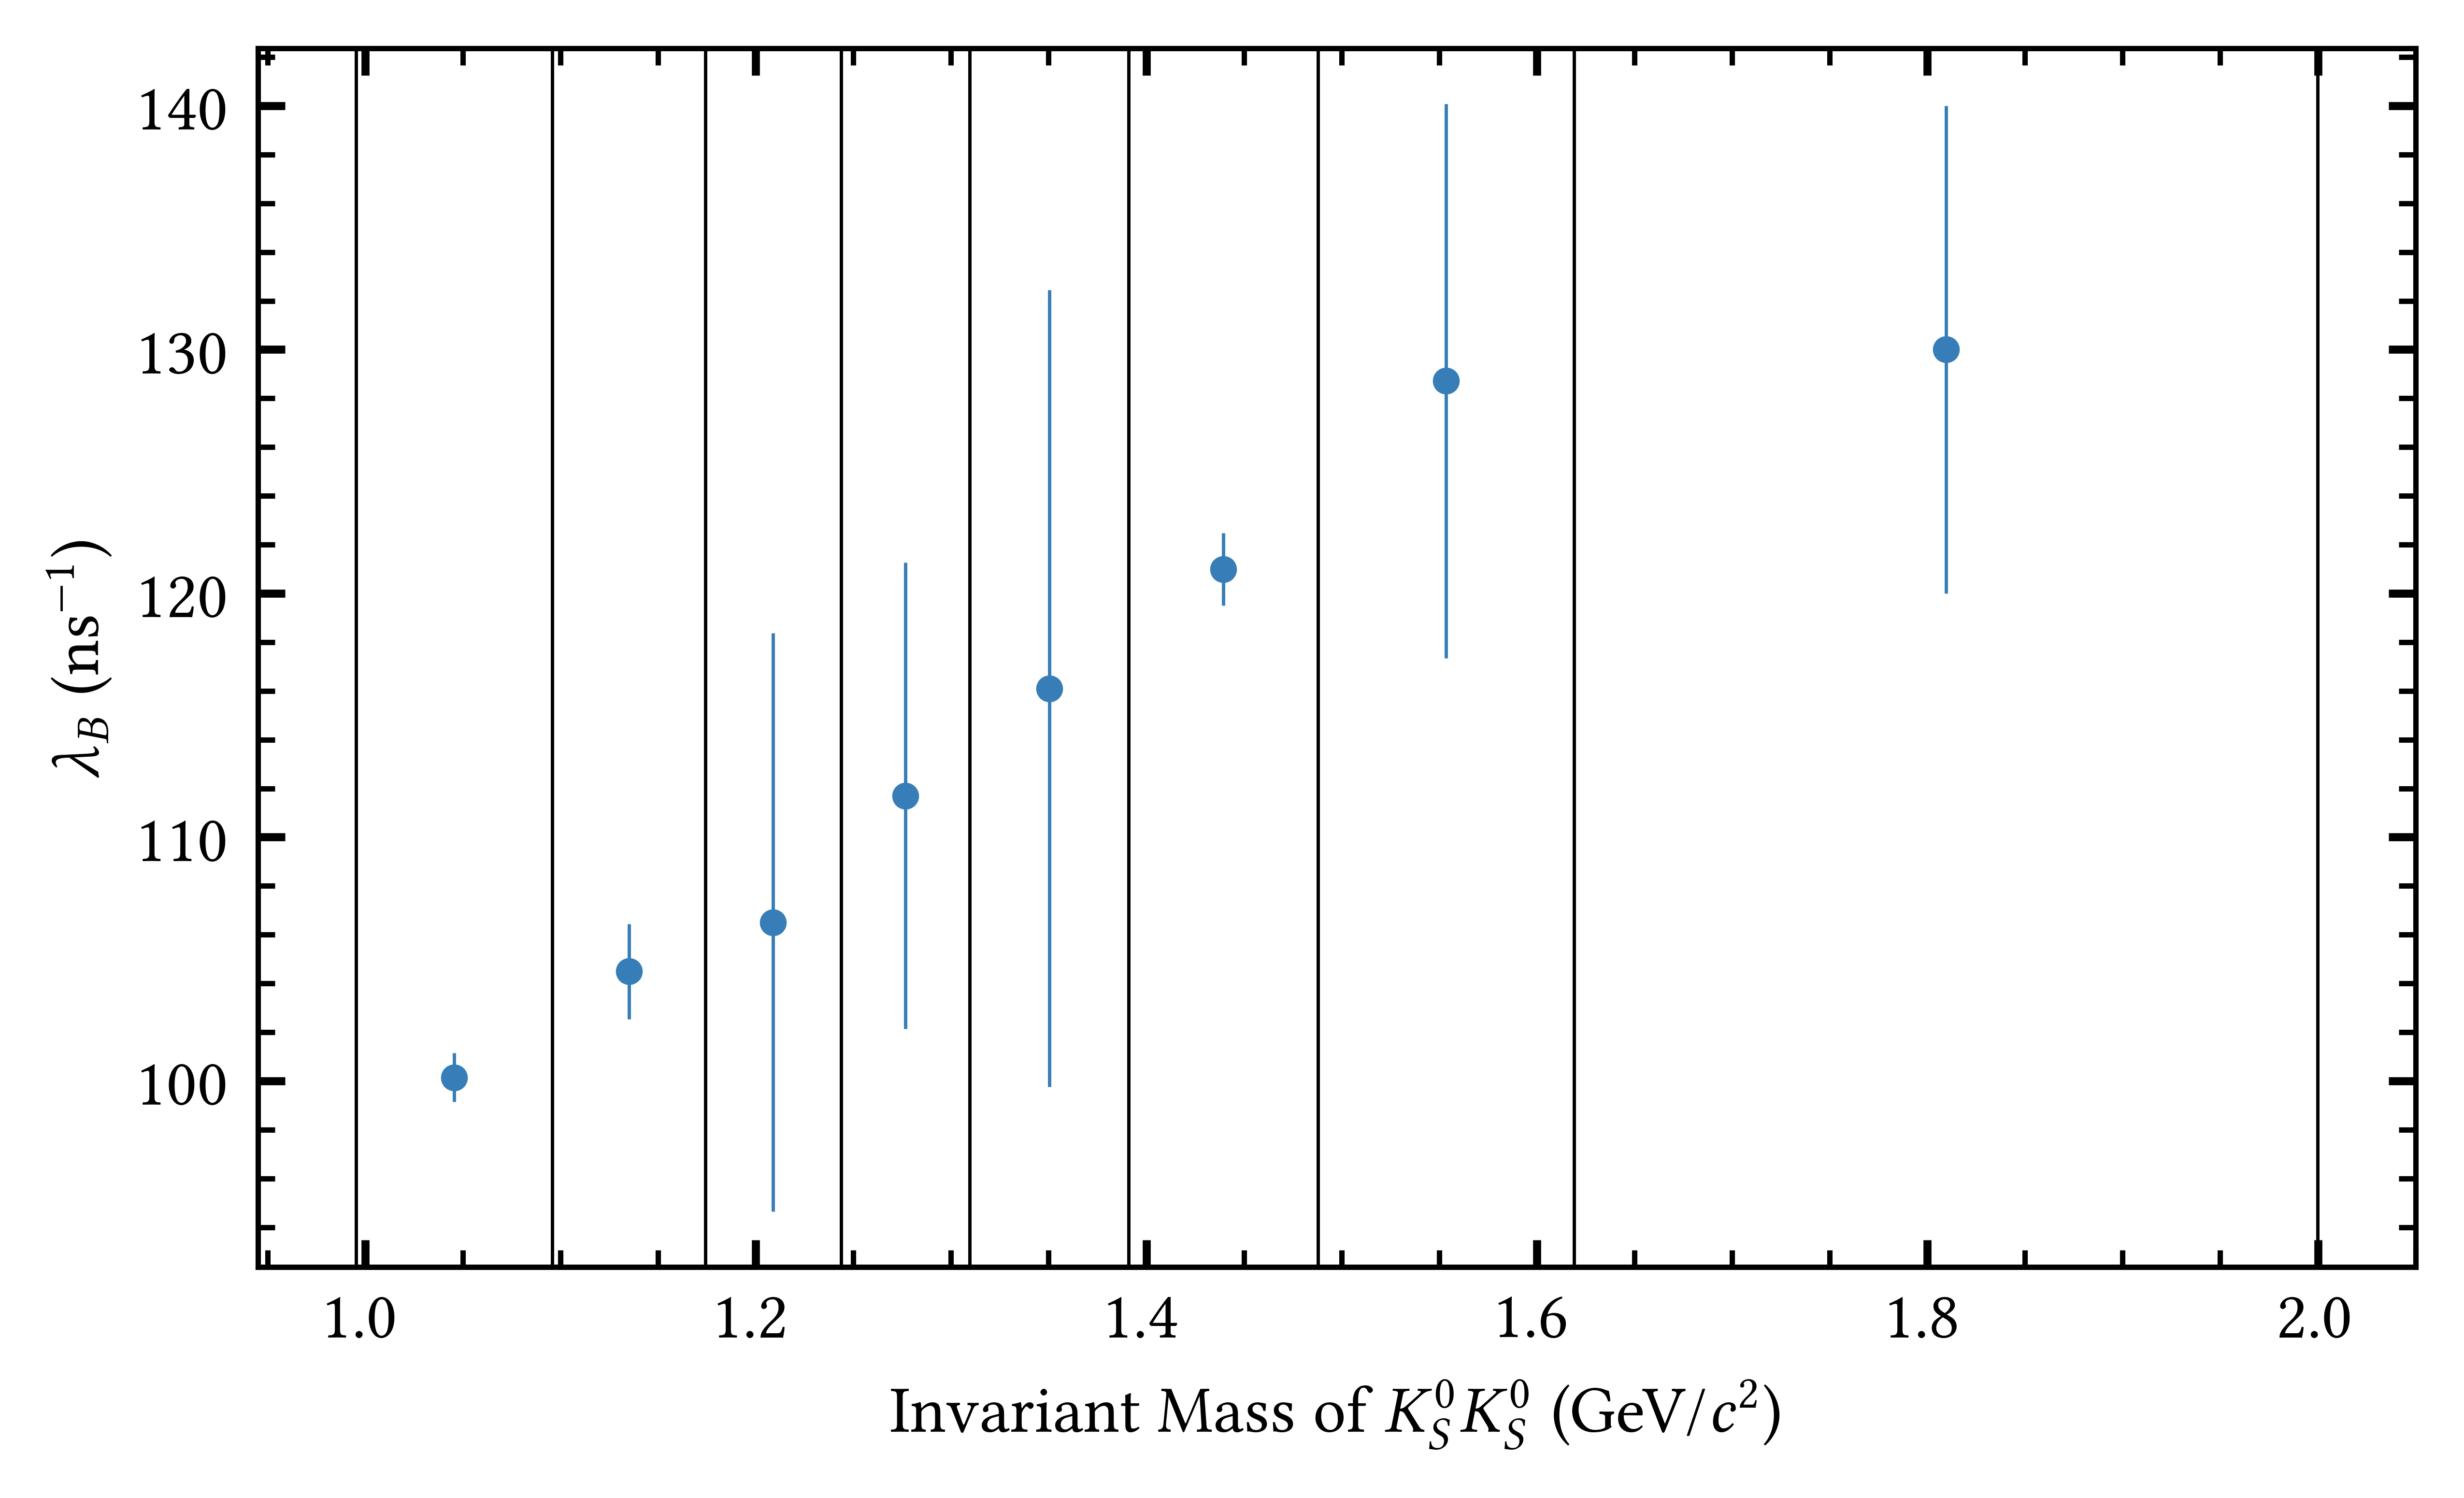 140
130
120
110
100
λ_B (ns⁻¹)
1.0 1.2 1.4 1.6 1.8 2.0
Invariant Mass of K⁰_S K⁰_S (GeV/c²)